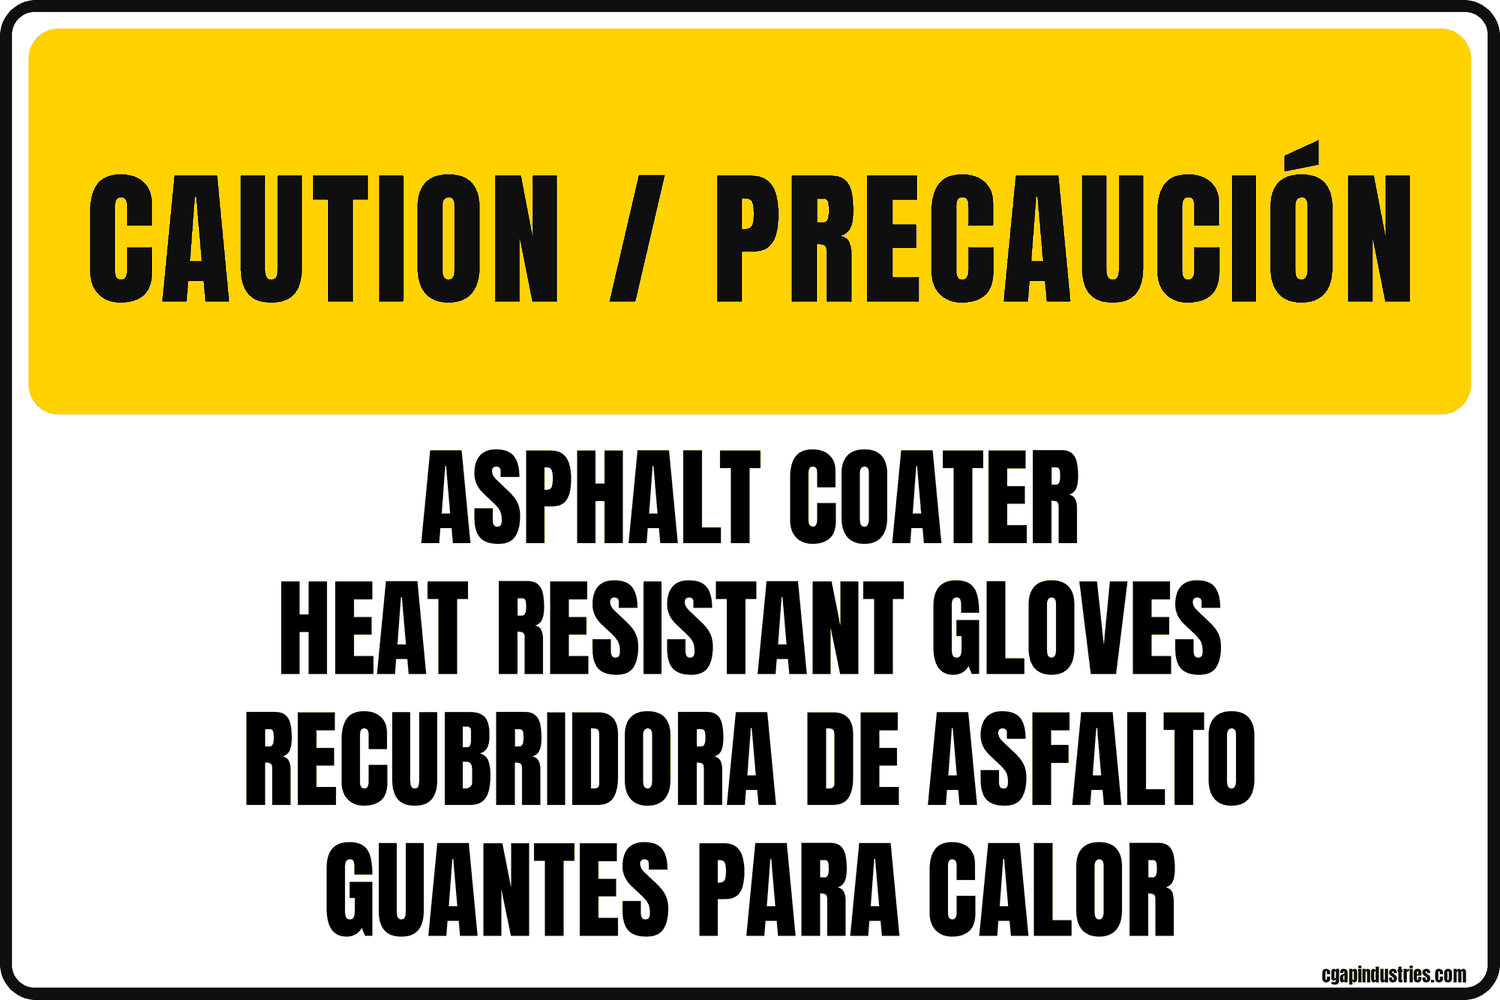 CAUTION / PRECAUCIÓN
ASPHALT COATER
HEAT RESISTANT GLOVES
RECUBRIDORA DE ASFALTO
GUANTES PARA CALOR
cgapindustries.com